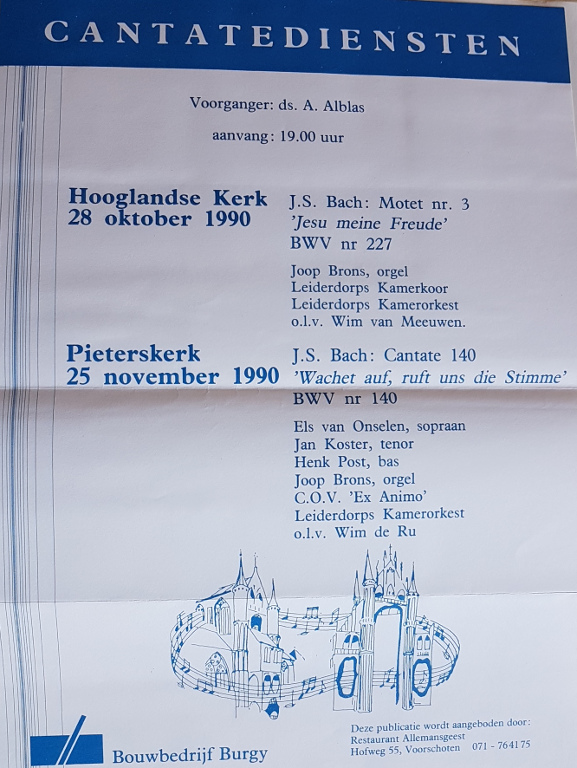 CANTATEDIENSTEN
Voorganger: ds. A. Alblas
aanvang: 19.00 uur
Hooglandse Kerk
28 oktober 1990
J.S. Bach: Motet nr. 3
'Jesu meine Freude'
BWV nr 227
Joop Brons, orgel
Leiderdorps Kamerkoor
Leiderdorps Kamerorkest
o.l.v. Wim van Meeuwen.
Pieterskerk
25 november 1990
J.S. Bach: Cantate 140
'Wachet auf, ruft uns die Stimme'
BWV nr 140
Els van Onselen, sopraan
Jan Koster, tenor
Henk Post, bas
Joop Brons, orgel
C.O.V. 'Ex Animo'
Leiderdorps Kamerorkest
o.l.v. Wim de Ru
Bouwbedrijf Burgy
Deze publicatie wordt aangeboden door:
Restaurant Allemansgeest
Hofweg 55, Voorschoten 071 - 764175